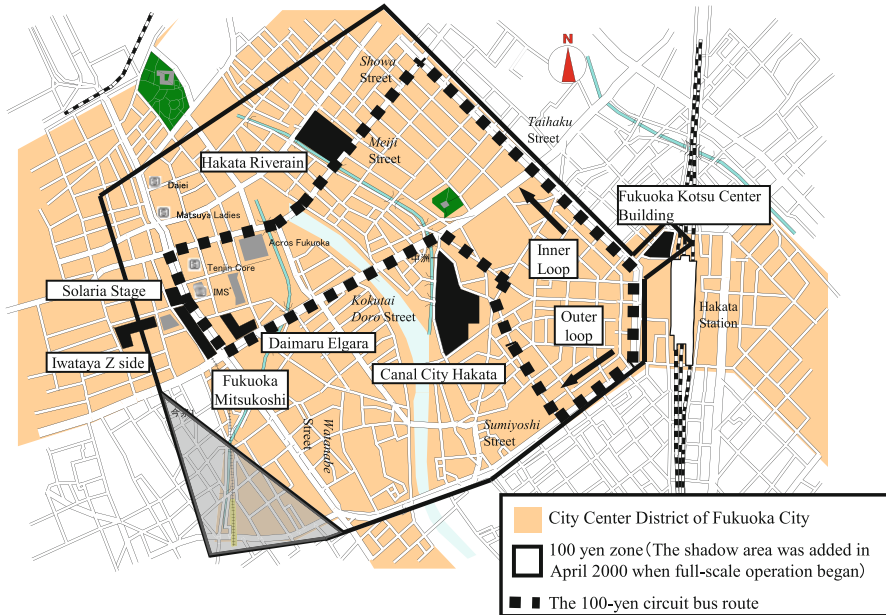 N
Showa
Street
Taihaku
Street
Meiji
Street
Hakata Riverain
Daiei
Matsuya Ladies
Fukuoka Kotsu Center
Building
Acros Fukuoka
Inner
Loop
Tenjin Core
中洲
Solaria Stage
IMS
Kokutai
Doro Street
Hakata
Station
Outer
loop
Daimaru Elgara
Iwataya Z side
Canal City Hakata
Fukuoka
Mitsukoshi
Watanabe
Street
Sumiyoshi
Street
City Center District of Fukuoka City
100 yen zone(The shadow area was added in
April 2000 when full-scale operation began)
The 100-yen circuit bus route